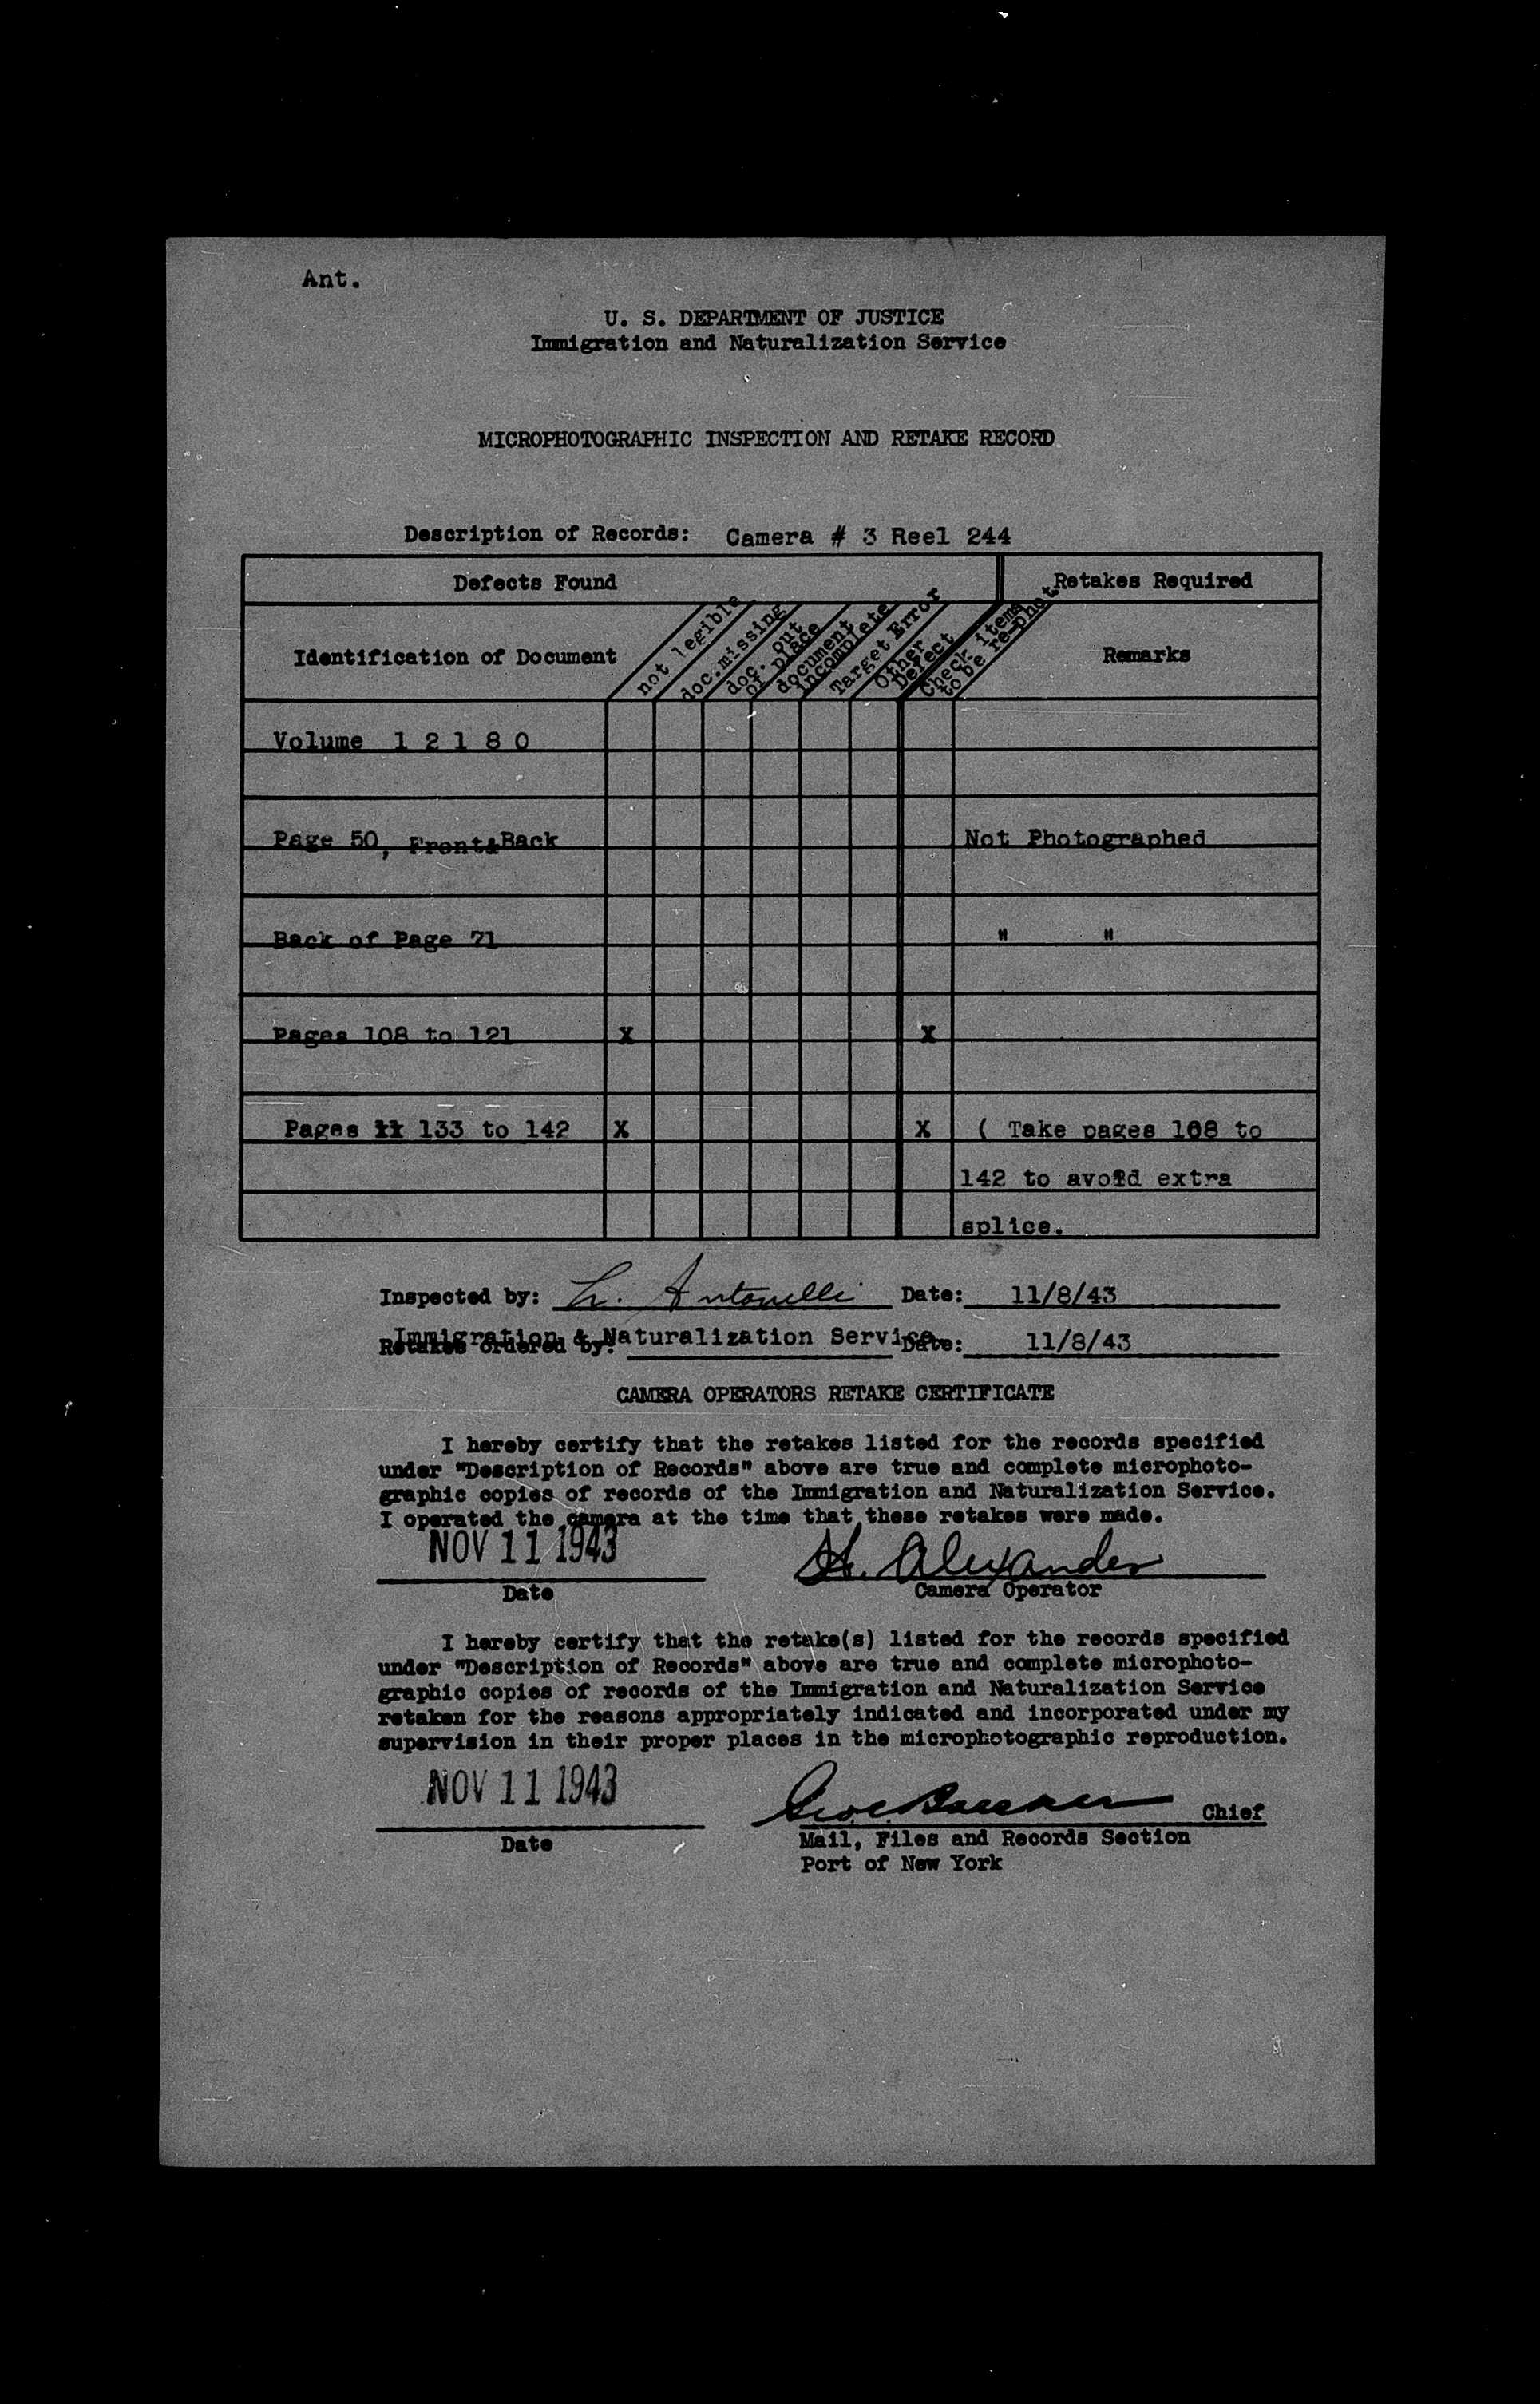 Ant.
U. S. DEPARTMENT OF JUSTICE
Immigration and Naturalization Service
MICROPHOTOGRAPHIC INSPECTION AND RETAKE RECORD
Description of Records: Camera # 3 Reel 244
Defects Found
Retakes Required
Identification of Document
not legible
doc.missing
doc. out
of place
document
incomplete
Target Error
Other
Defect
Check items
to be re-phot
Remarks
Volume 1 2 1 8 0
Page 50, Front&Back Not Photographed
Back of Page 71 " "
Pages 108 to 121 X X
Pages 133 to 142 X X ( Take pages 108 to
142 to avoid extra
splice.
Inspected by: L. Antonelli Date: 11/8/43
Retakes ordered by: Immigration & Naturalization Service Date: 11/8/43
CAMERA OPERATORS RETAKE CERTIFICATE
I hereby certify that the retakes listed for the records specified
under "Description of Records" above are true and complete microphoto-
graphic copies of records of the Immigration and Naturalization Service.
I operated the camera at the time that these retakes were made.
NOV 11 1943 H. Alexander
Date Camera Operator
I hereby certify that the retake(s) listed for the records specified
under "Description of Records" above are true and complete microphoto-
graphic copies of records of the Immigration and Naturalization Service
retaken for the reasons appropriately indicated and incorporated under my
supervision in their proper places in the microphotographic reproduction.
NOV 11 1943
Chief
Date Mail, Files and Records Section
Port of New York